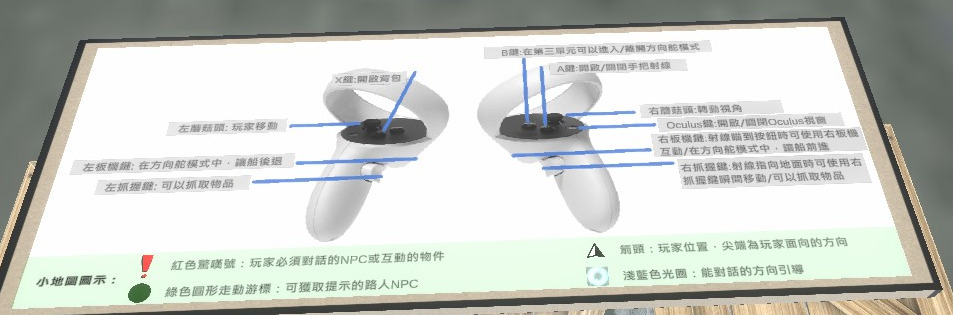 X鍵:開啟背包
左蘑菇頭: 玩家移動
左板機鍵: 在方向舵模式中，讓船後退
左抓握鍵: 可以抓取物品
B鍵:在第三單元可以進入/離開方向舵模式
A鍵:開啟/關閉手把射線
右蘑菇頭:轉動視角
Oculus鍵:開啟/關閉Oculus視窗
右板機鍵:射線瞄到按鈕時可使用右板機
互動/在方向舵模式中，讓船前進
右抓握鍵:射線指向地面時可使用右
抓握鍵瞬間移動/可以抓取物品
小地圖圖示：
紅色驚嘆號：玩家必須對話的NPC或互動的物件
綠色圓形走動游標：可獲取提示的路人NPC
箭頭：玩家位置，尖端為玩家面向的方向
淺藍色光圈：能對話的方向引導